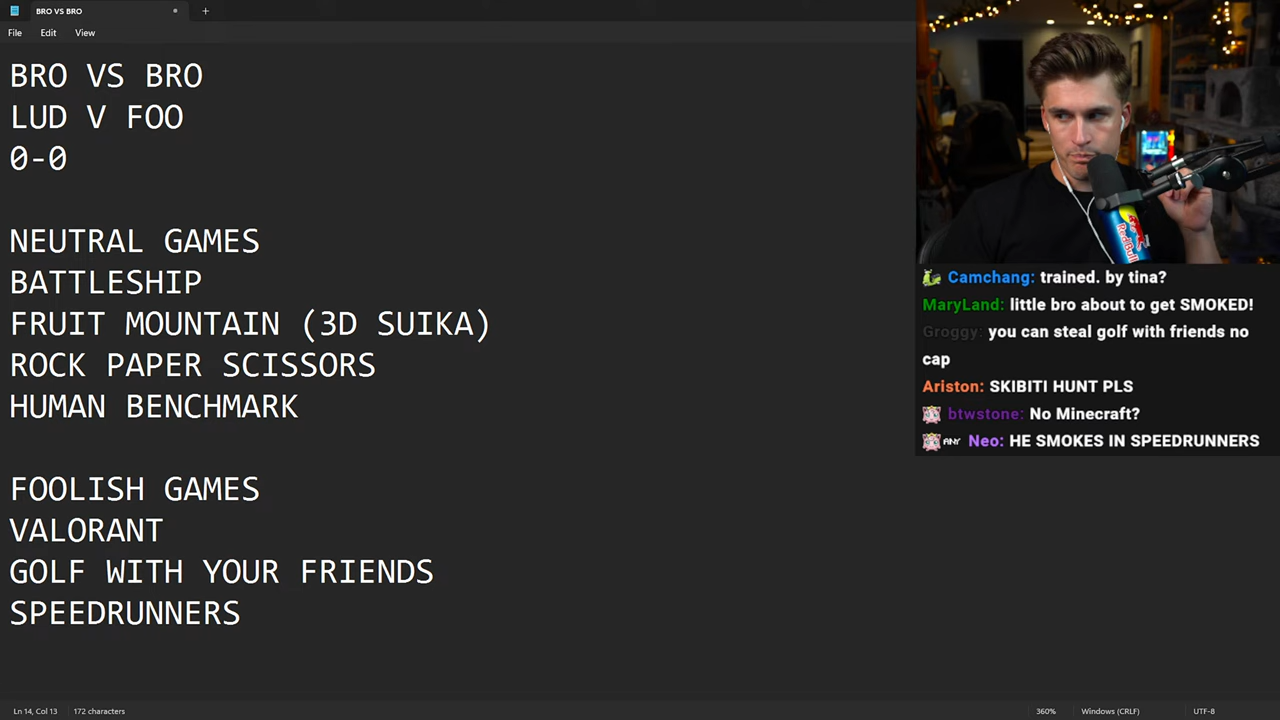 BRO VS BRO
File Edit View
BRO VS BRO
LUD V FOO
0-0
NEUTRAL GAMES
BATTLESHIP
FRUIT MOUNTAIN (3D SUIKA)
ROCK PAPER SCISSORS
HUMAN BENCHMARK
FOOLISH GAMES
VALORANT
GOLF WITH YOUR FRIENDS
SPEEDRUNNERS
Ln 14, Col 13 172 characters 360% Windows (CRLF) UTF-8
RedBull
Camchang: trained. by tina?
MaryLand: little bro about to get SMOKED!
Groggy: you can steal golf with friends no
cap
Ariston: SKIBITI HUNT PLS
btwstone: No Minecraft?
ANY Neo: HE SMOKES IN SPEEDRUNNERS